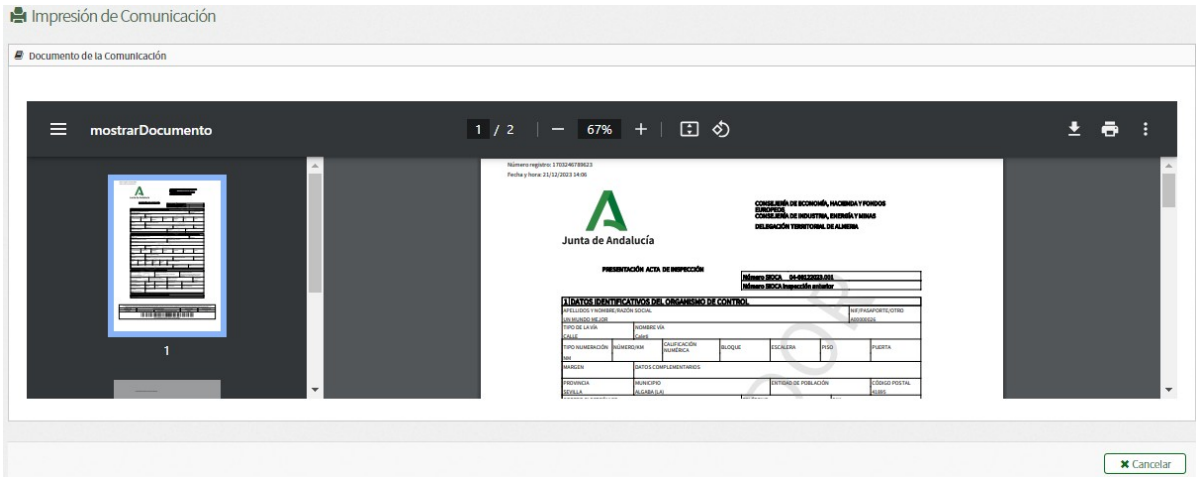 Impresión de Comunicación
Documento de la Comunicación
mostrarDocumento
1 / 2
67%
Número registro: 1703240789623
Fecha y hora: 21/12/2023 14:06
Junta de Andalucía
CONSEJERÍA DE ECONOMÍA, HACIENDA Y FONDOS
EUROPEOS
CONSEJERÍA DE INDUSTRIA, ENERGÍA Y MINAS
DELEGACIÓN TERRITORIAL DE ALMERIA
PRESENTACIÓN ACTA DE INSPECCIÓN
Número SIOCA
Número SIOCA Inspección anterior
1 DATOS IDENTIFICATIVOS DEL ORGANISMO DE CONTROL
APELLIDOS Y NOMBRE/RAZÓN SOCIAL NIF/PASAPORTE/OTRO
UN MUNDO MEJOR
TIPO DE LA VÍA NOMBRE VÍA
CALLE
TIPO NUMERACIÓN NÚMERO/KM CALIFICACIÓN NUMÉRICA BLOQUE ESCALERA PISO PUERTA
MARGEN DATOS COMPLEMENTARIOS
PROVINCIA MUNICIPIO ENTIDAD DE POBLACIÓN CÓDIGO POSTAL
SEVILLA ALGABA (LA)
1
Cancelar